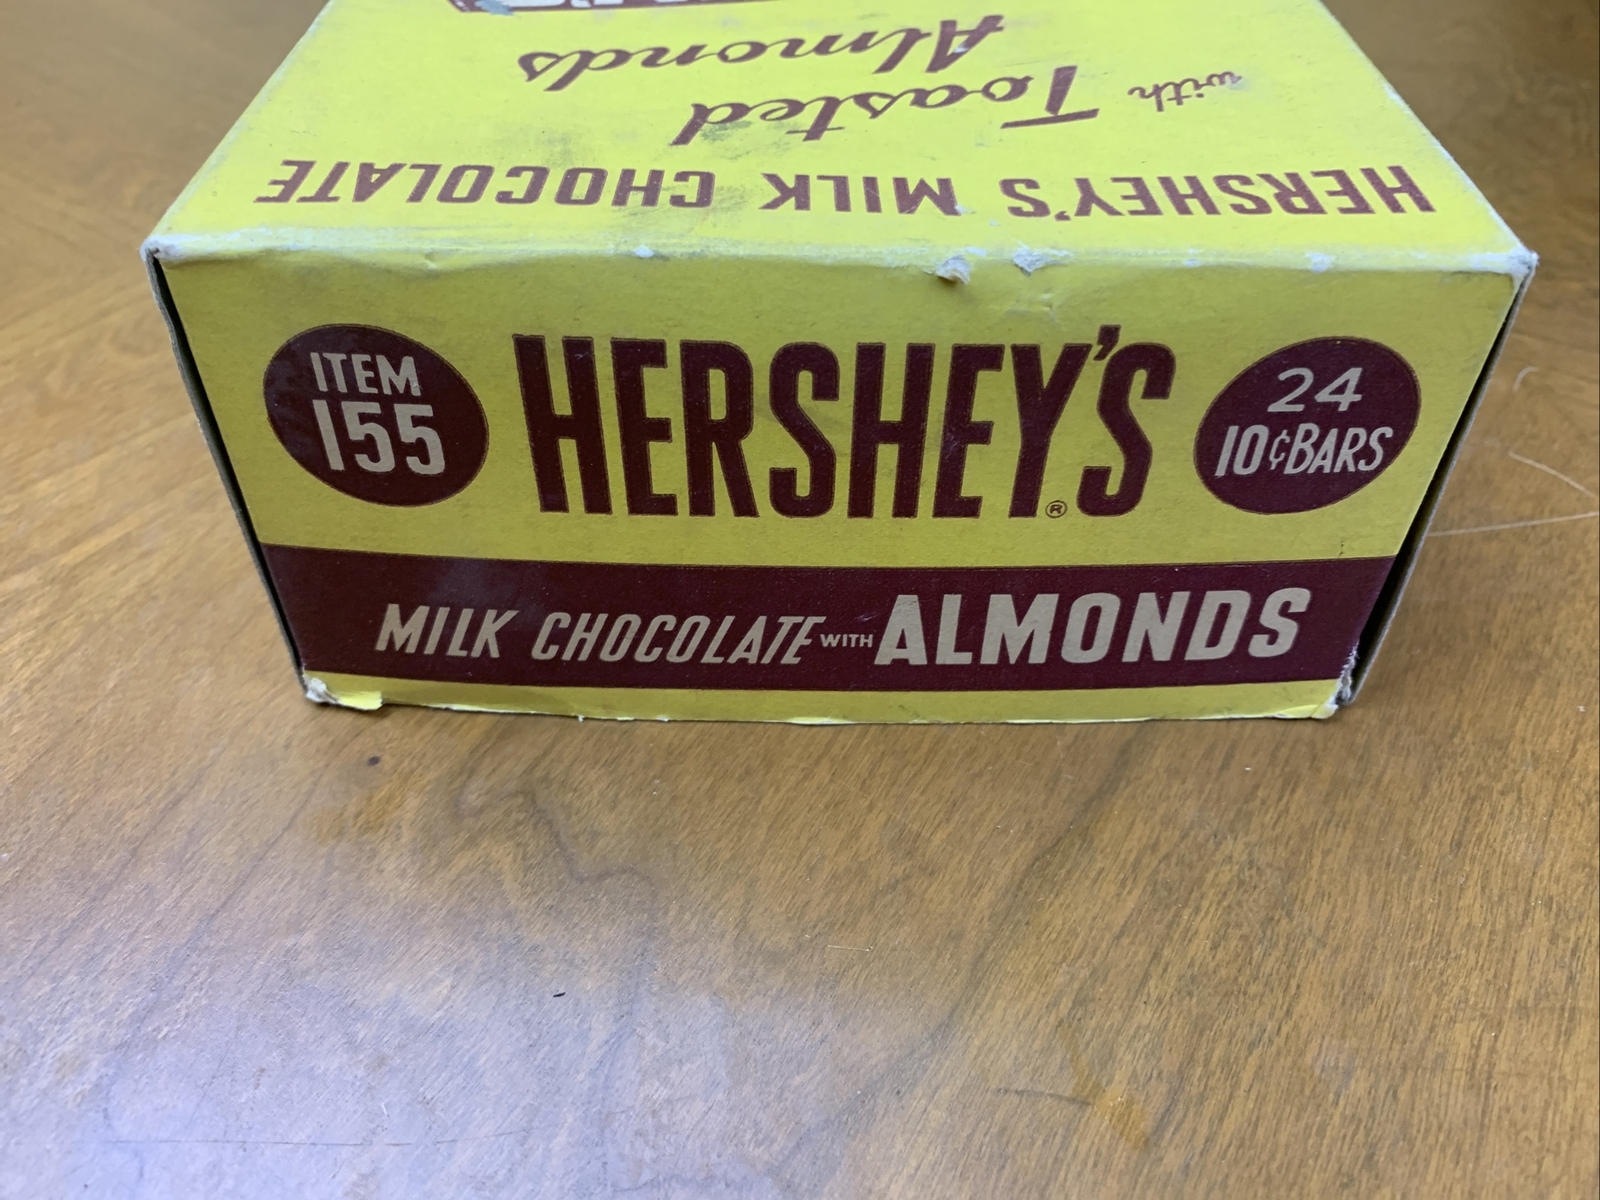 Almonds
with Toasted
HERSHEY'S MILK CHOCOLATE
ITEM
155
HERSHEY'S
®
24
10¢ BARS
MILK CHOCOLATE WITH ALMONDS